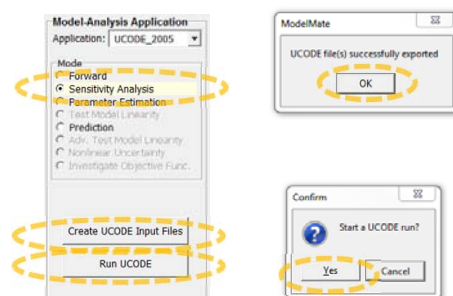 Model-Analysis Application
Application: UCODE_2005
Mode
Forward
Sensitivity Analysis
Parameter Estimation
Test Model Linearity
Prediction
Adv. Test Model Linearity
Nonlinear Uncertainty
Investigate Objective Func.
Create UCODE Input Files
Run UCODE
ModelMate
UCODE file(s) successfully exported
OK
Confirm
Start a UCODE run?
Yes
Cancel